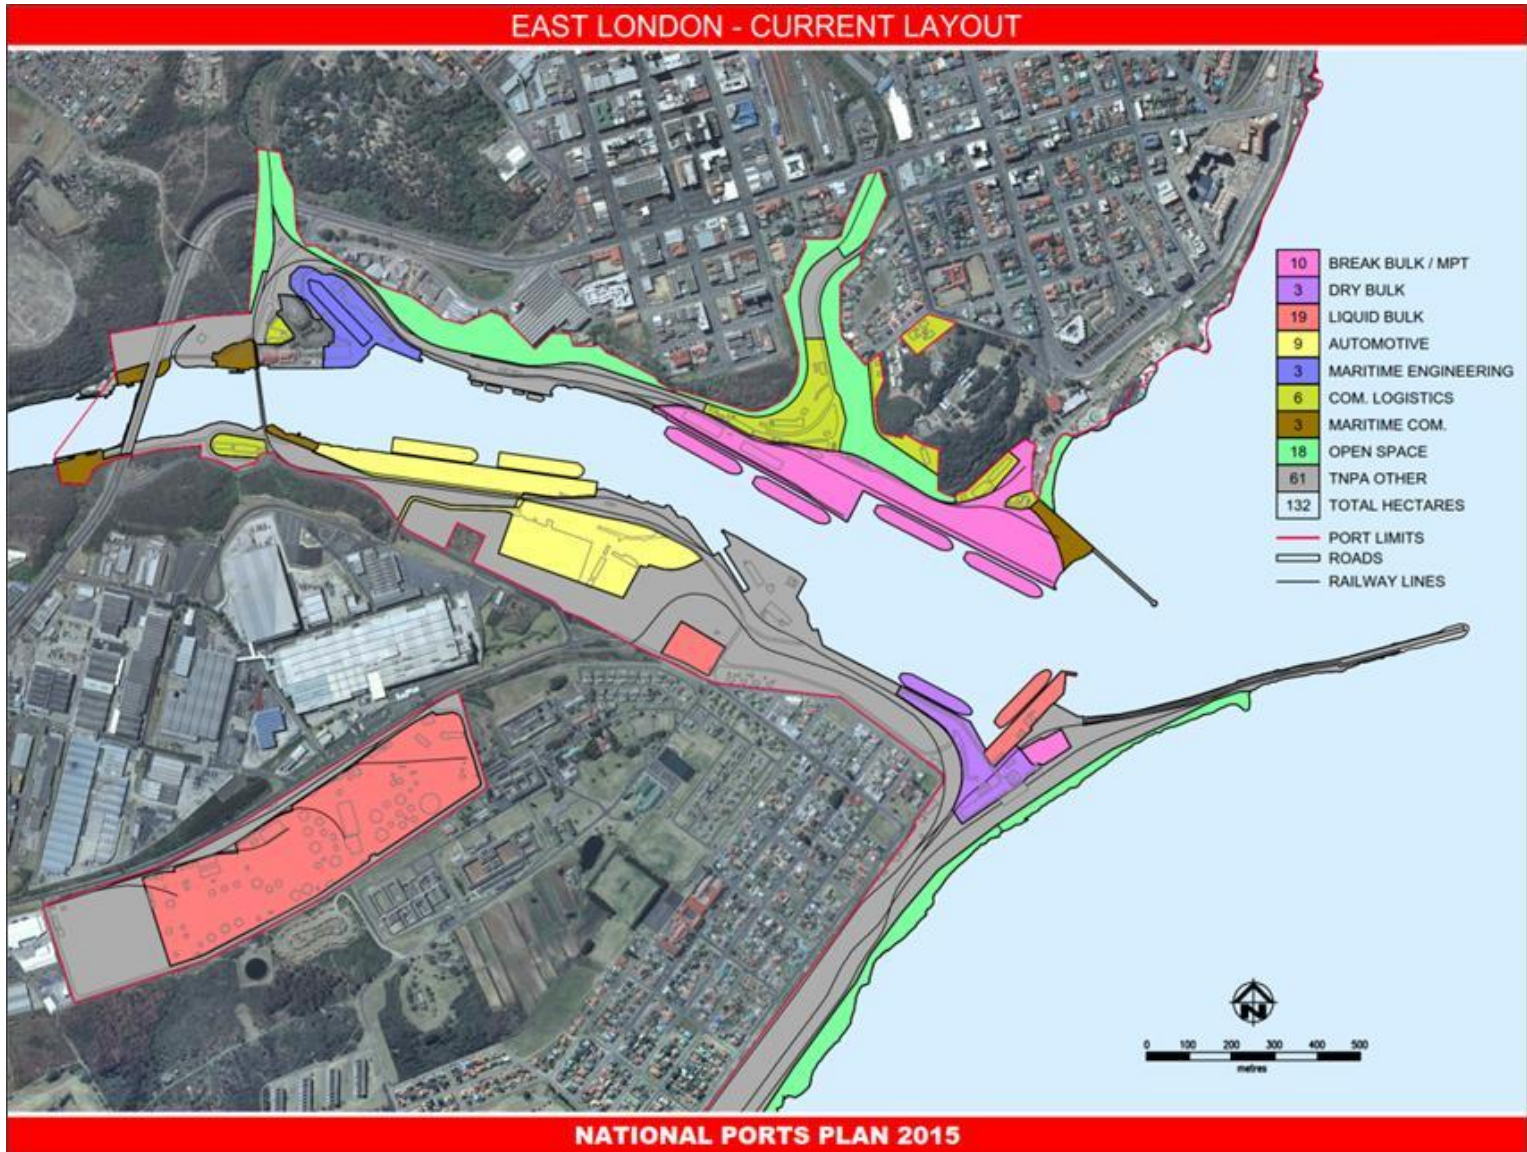 EAST LONDON - CURRENT LAYOUT
10 BREAK BULK / MPT
3 DRY BULK
19 LIQUID BULK
9 AUTOMOTIVE
3 MARITIME ENGINEERING
6 COM. LOGISTICS
3 MARITIME COM.
18 OPEN SPACE
61 TNPA OTHER
132 TOTAL HECTARES
PORT LIMITS
ROADS
RAILWAY LINES
N
0 100 200 300 400 500
metres
NATIONAL PORTS PLAN 2015